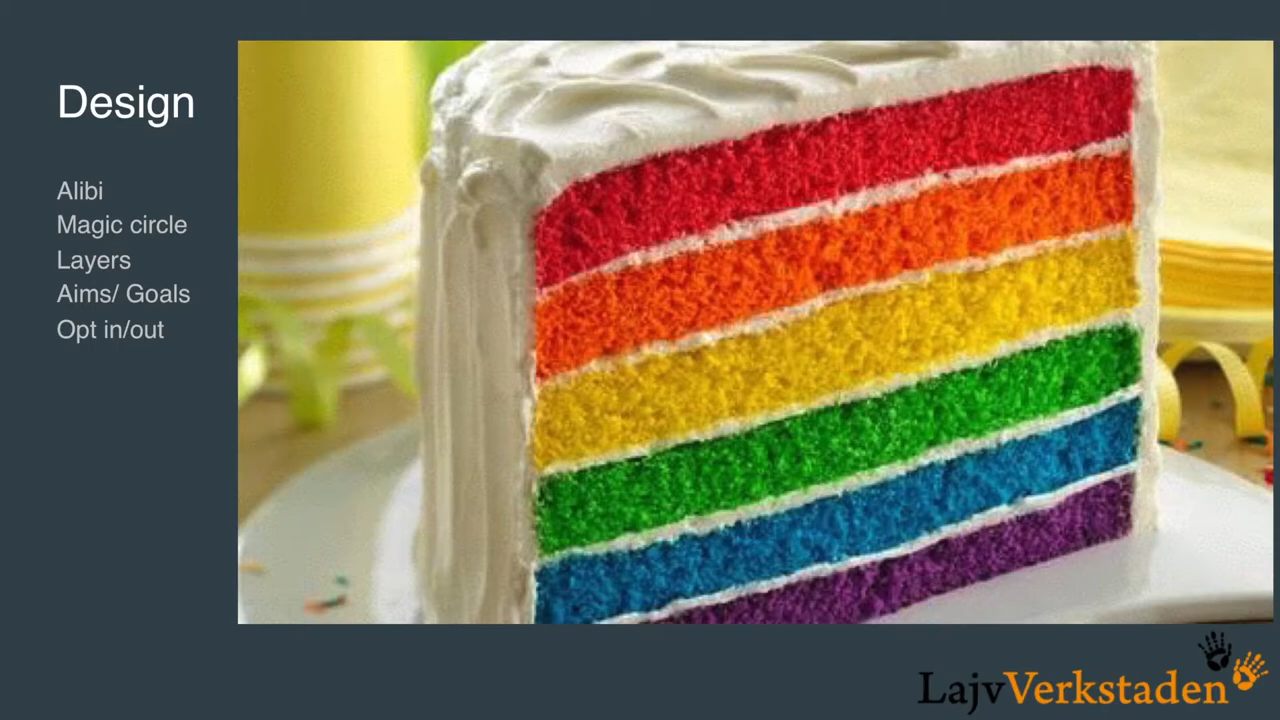 Design
Alibi
Magic circle
Layers
Aims/ Goals
Opt in/out
LajvVerkstaden